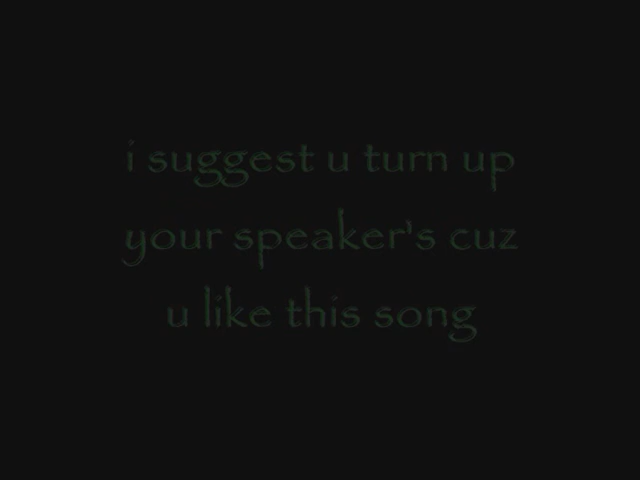 i suggest u turn up
your speaker's cuz
u like this song